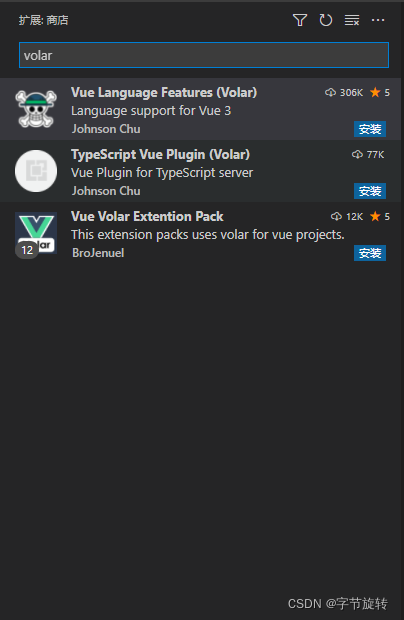 扩展: 商店
volar
Vue Language Features (Volar) 306K 5
Language support for Vue 3
Johnson Chu 安装
TypeScript Vue Plugin (Volar) 77K
Vue Plugin for TypeScript server
Johnson Chu 安装
Vue Volar Extention Pack 12K 5
This extension packs uses volar for vue projects.
12 lar
BroJenuel 安装
CSDN @字节旋转